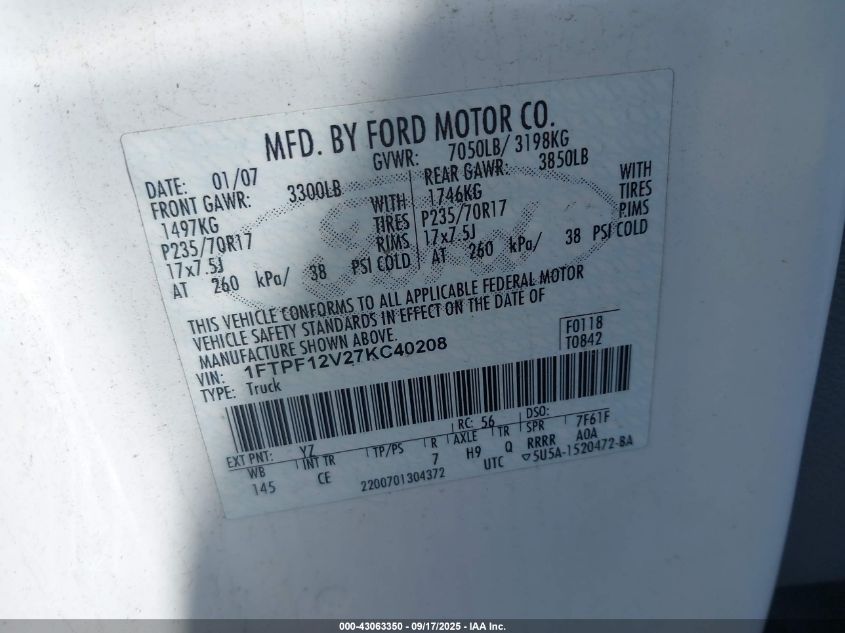 MFD. BY FORD MOTOR CO.
DATE: 01/07 GVWR: 7050LB/ 3198KG
FRONT GAWR: 3300LB REAR GAWR: 3850LB
1497KG WITH 1746KG WITH
P235/70R17 TIRES P235/70R17 TIRES
17x7.5J RIMS 17x7.5J RIMS
AT 260 kPa/ 38 PSI COLD AT 260 kPa/ 38 PSI COLD
THIS VEHICLE CONFORMS TO ALL APPLICABLE FEDERAL MOTOR
VEHICLE SAFETY STANDARDS IN EFFECT ON THE DATE OF
MANUFACTURE SHOWN ABOVE.
VIN: 1FTPF12V27KC40208 F0118
TYPE: Truck T0842
EXT PNT: YZ RC: 56 DSO: 7F61F
WB INT TR TP/PS R AXLE TR SPR AOA
145 CE 7 H9 Q RRRR
2200701304372 UTC ▽5U5A-1520472-BA
000-43063350 - 09/17/2025 - IAA Inc.